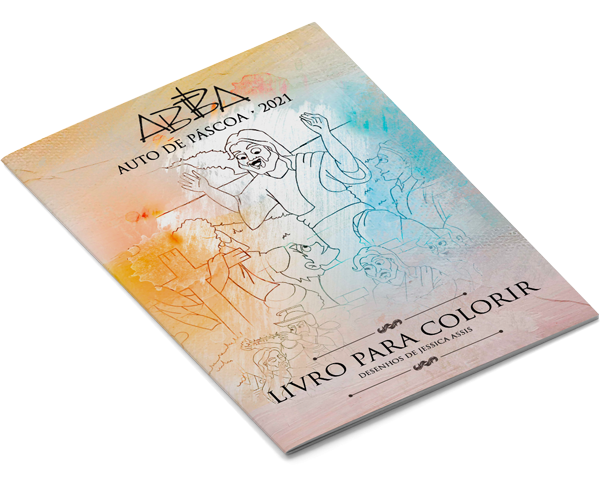 ABBA
AUTO DE PÁSCOA • 2021
LIVRO PARA COLORIR
DESENHOS DE JESSICA ASSIS